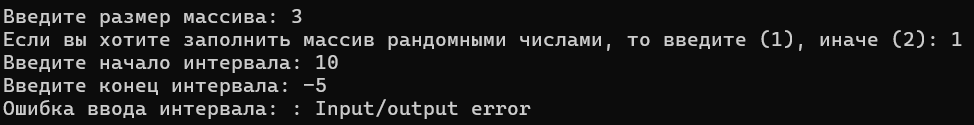 Введите размер массива: 3
Если вы хотите заполнить массив рандомными числами, то введите (1), иначе (2): 1
Введите начало интервала: 10
Введите конец интервала: -5
Ошибка ввода интервала: : Input/output error